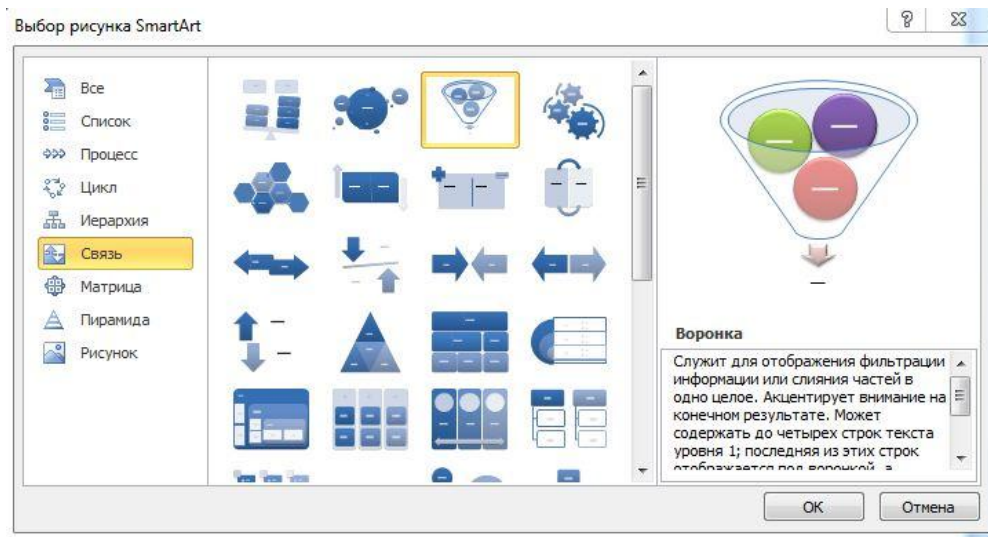 Выбор рисунка SmartArt
Все
Список
Процесс
Цикл
Иерархия
Связь
Матрица
Пирамида
Рисунок
Воронка
Служит для отображения фильтрации
информации или слияния частей в
одно целое. Акцентирует внимание на
конечном результате. Может
содержать до четырех строк текста
уровня 1; последняя из этих строк
отображается под воронкой, а
ОК
Отмена